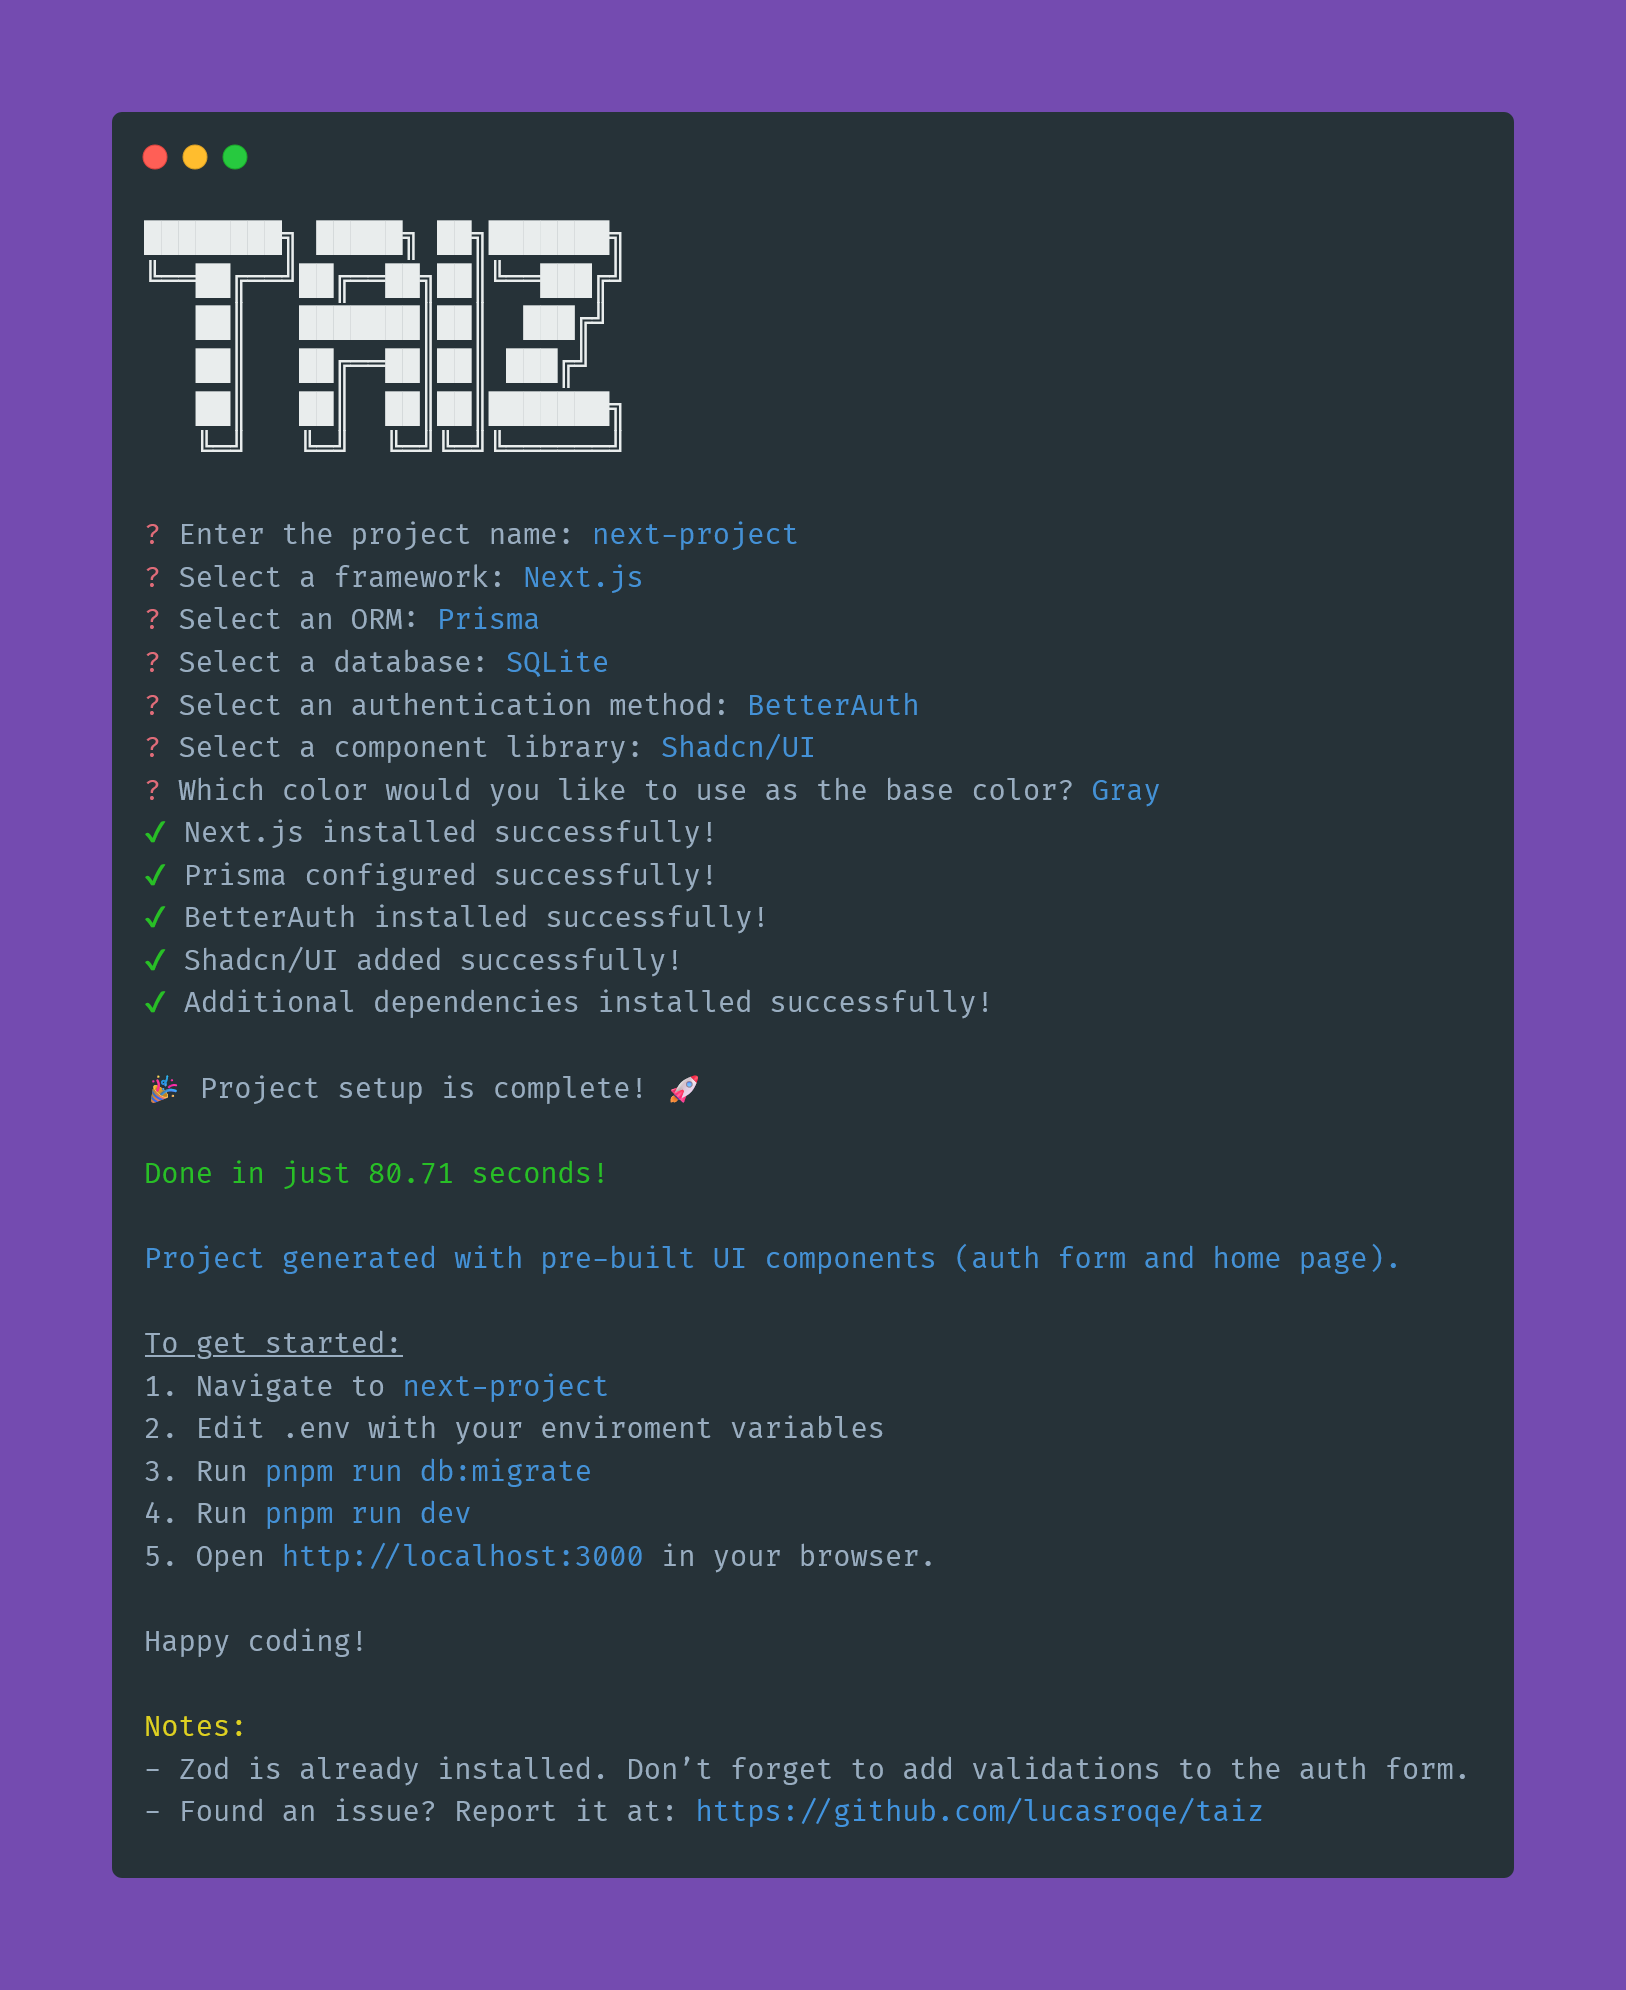 TAIZ
? Enter the project name: next-project
? Select a framework: Next.js
? Select an ORM: Prisma
? Select a database: SQLite
? Select an authentication method: BetterAuth
? Select a component library: Shadcn/UI
? Which color would you like to use as the base color? Gray
✔ Next.js installed successfully!
✔ Prisma configured successfully!
✔ BetterAuth installed successfully!
✔ Shadcn/UI added successfully!
✔ Additional dependencies installed successfully!
🎉 Project setup is complete! 🚀
Done in just 80.71 seconds!
Project generated with pre-built UI components (auth form and home page).
To get started:
1. Navigate to next-project
2. Edit .env with your enviroment variables
3. Run pnpm run db:migrate
4. Run pnpm run dev
5. Open http://localhost:3000 in your browser.
Happy coding!
Notes:
- Zod is already installed. Don’t forget to add validations to the auth form.
- Found an issue? Report it at: https://github.com/lucasroqe/taiz